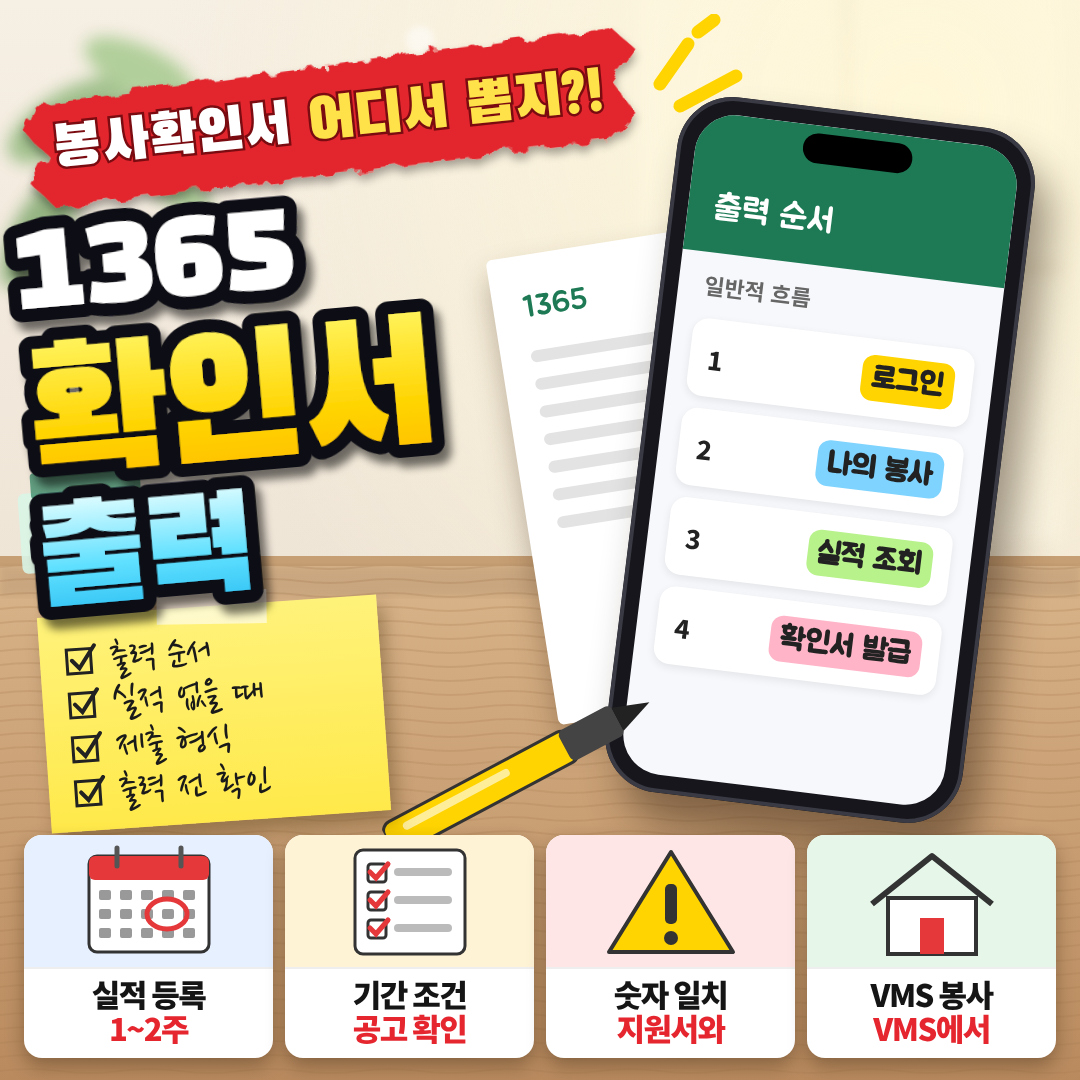 봉사확인서 어디서 뽑지?!
1365
확인서
출력
1365
출력 순서
일반적 흐름
1 로그인
2 나의 봉사
3 실적 조회
4 확인서 발급
출력 순서
실적 없을 때
제출 형식
출력 전 확인
실적 등록
1~2주
기간 조건
공고 확인
숫자 일치
지원서와
VMS 봉사
VMS에서